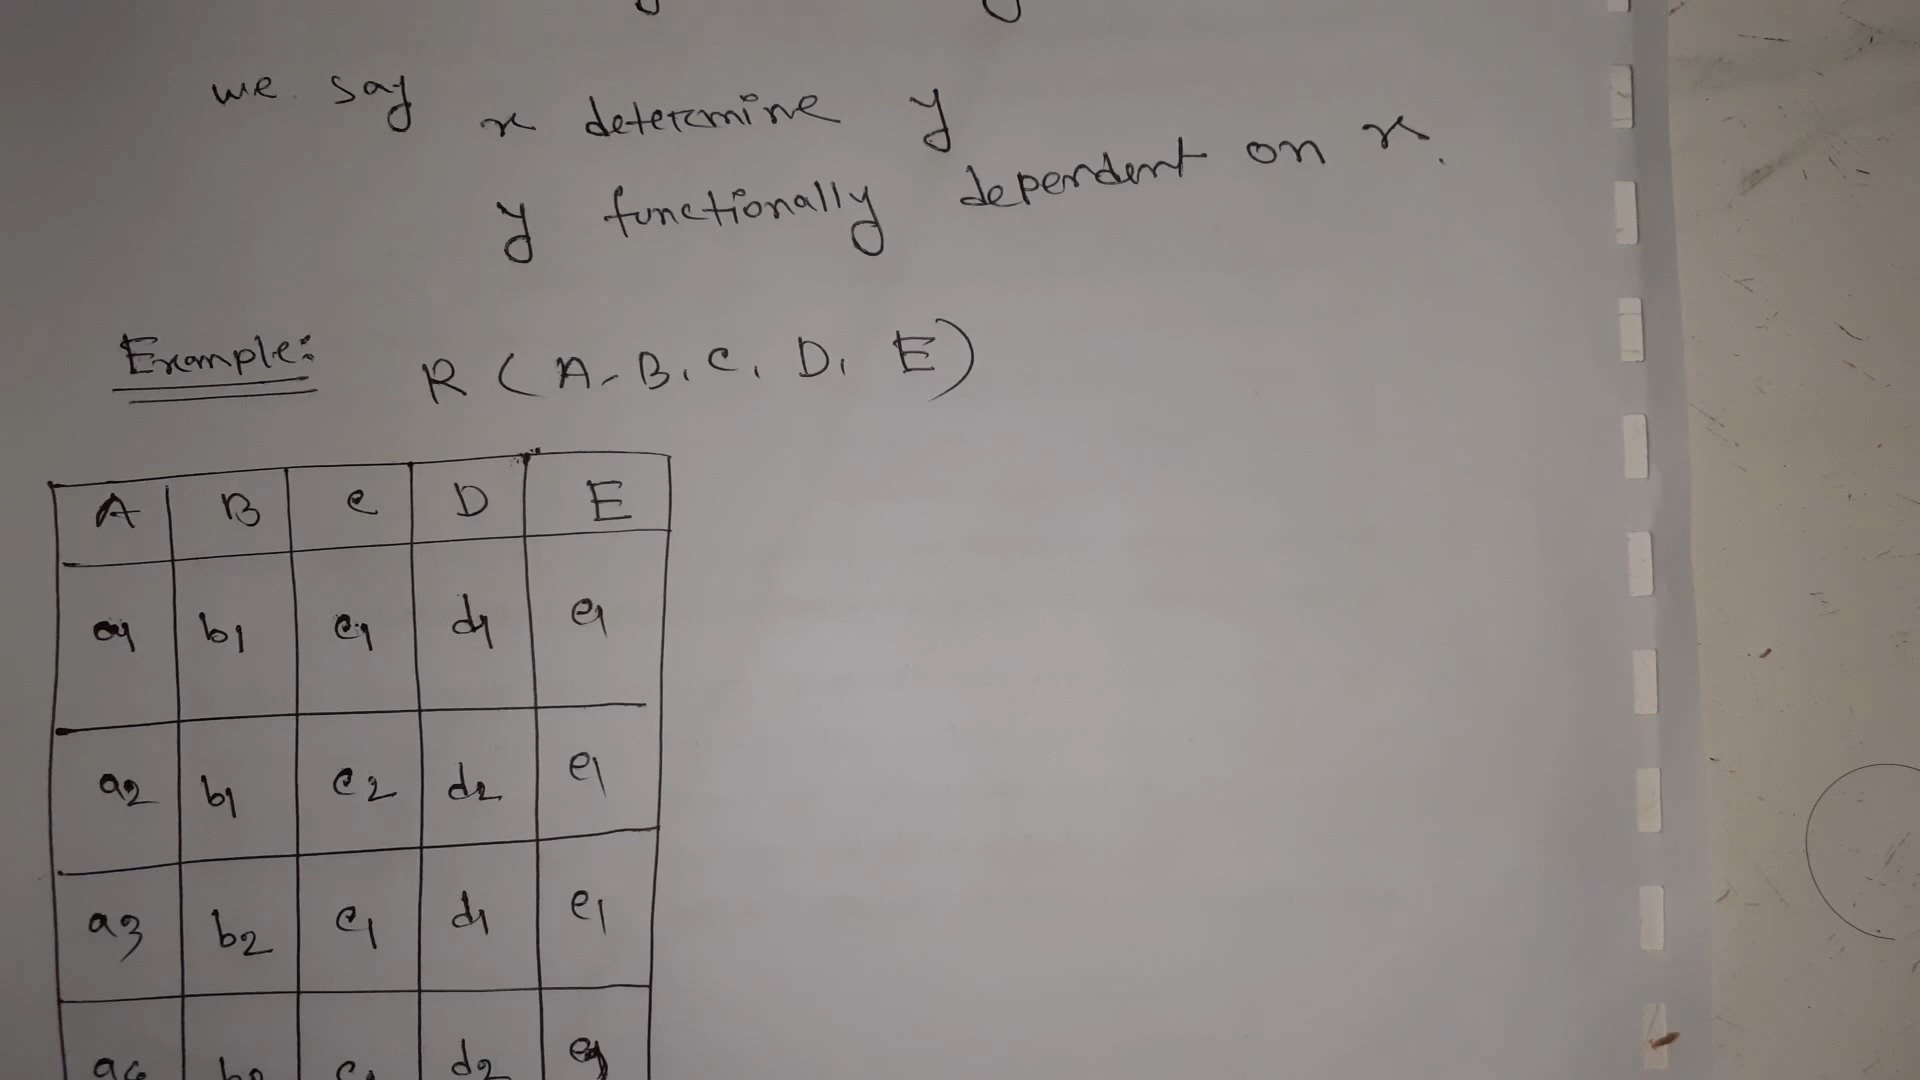 we say x determine y
y functionally dependent on x.
Example: R (A, B, C, D, E)
A B C D E
a1 b1 c1 d1 e1
a2 b1 c2 d2 e1
a3 b2 c1 d1 e1
d2